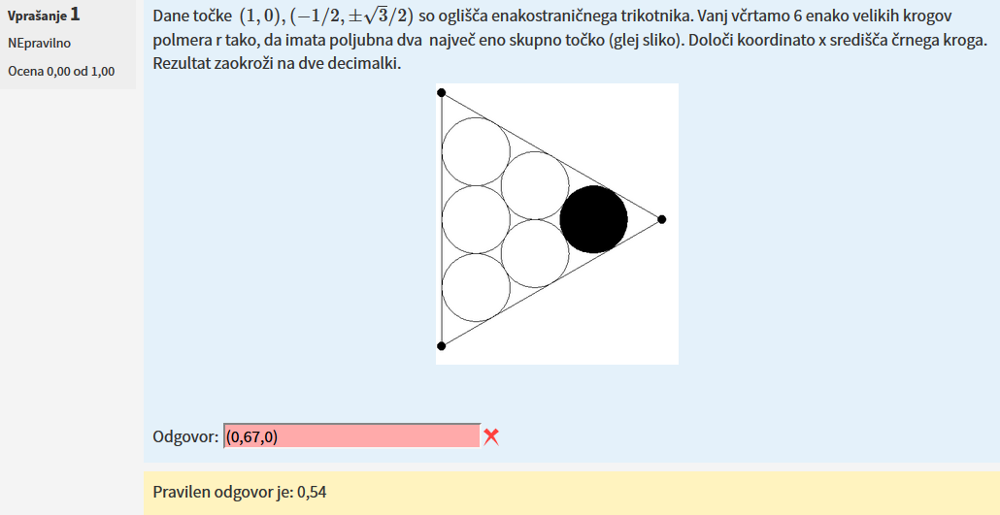 Vprašanje 1
NEpravilno
Ocena 0,00 od 1,00
Dane točke (1, 0), (−1/2, ±√3/2) so oglišča enakostraničnega trikotnika. Vanj včrtamo 6 enako velikih krogov
polmera r tako, da imata poljubna dva največ eno skupno točko (glej sliko). Določi koordinato x središča črnega kroga.
Rezultat zaokroži na dve decimalki.
Odgovor: (0,67,0)
Pravilen odgovor je: 0,54